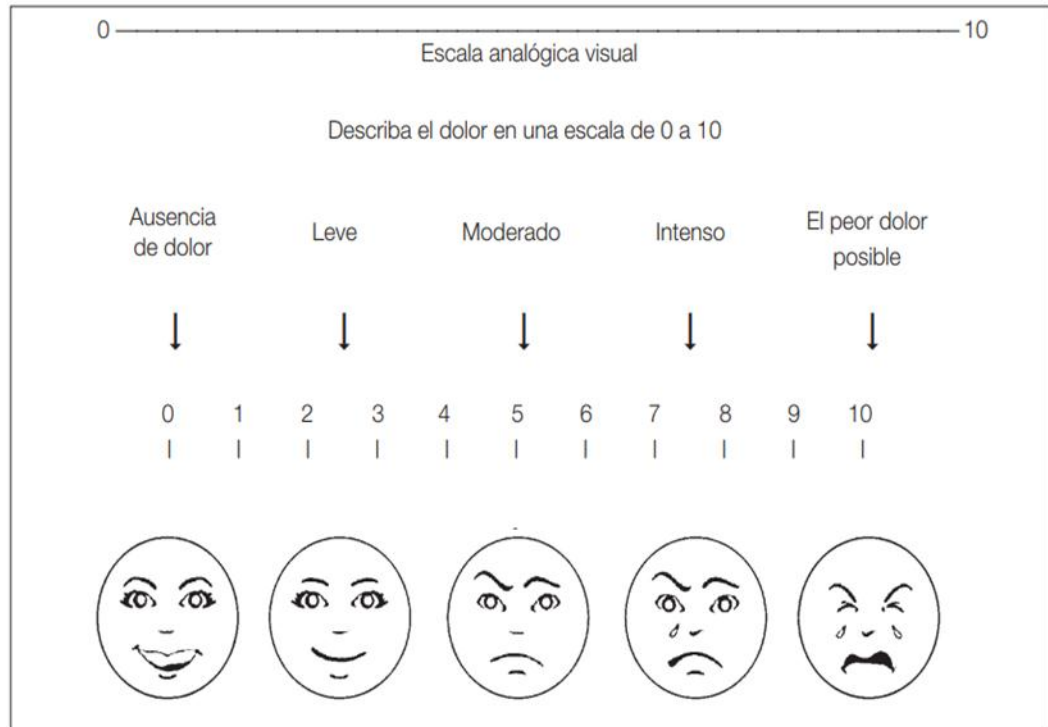 0 10
Escala analógica visual
Describa el dolor en una escala de 0 a 10
Ausencia
de dolor
Leve
Moderado
Intenso
El peor dolor
posible
0 1 2 3 4 5 6 7 8 9 10